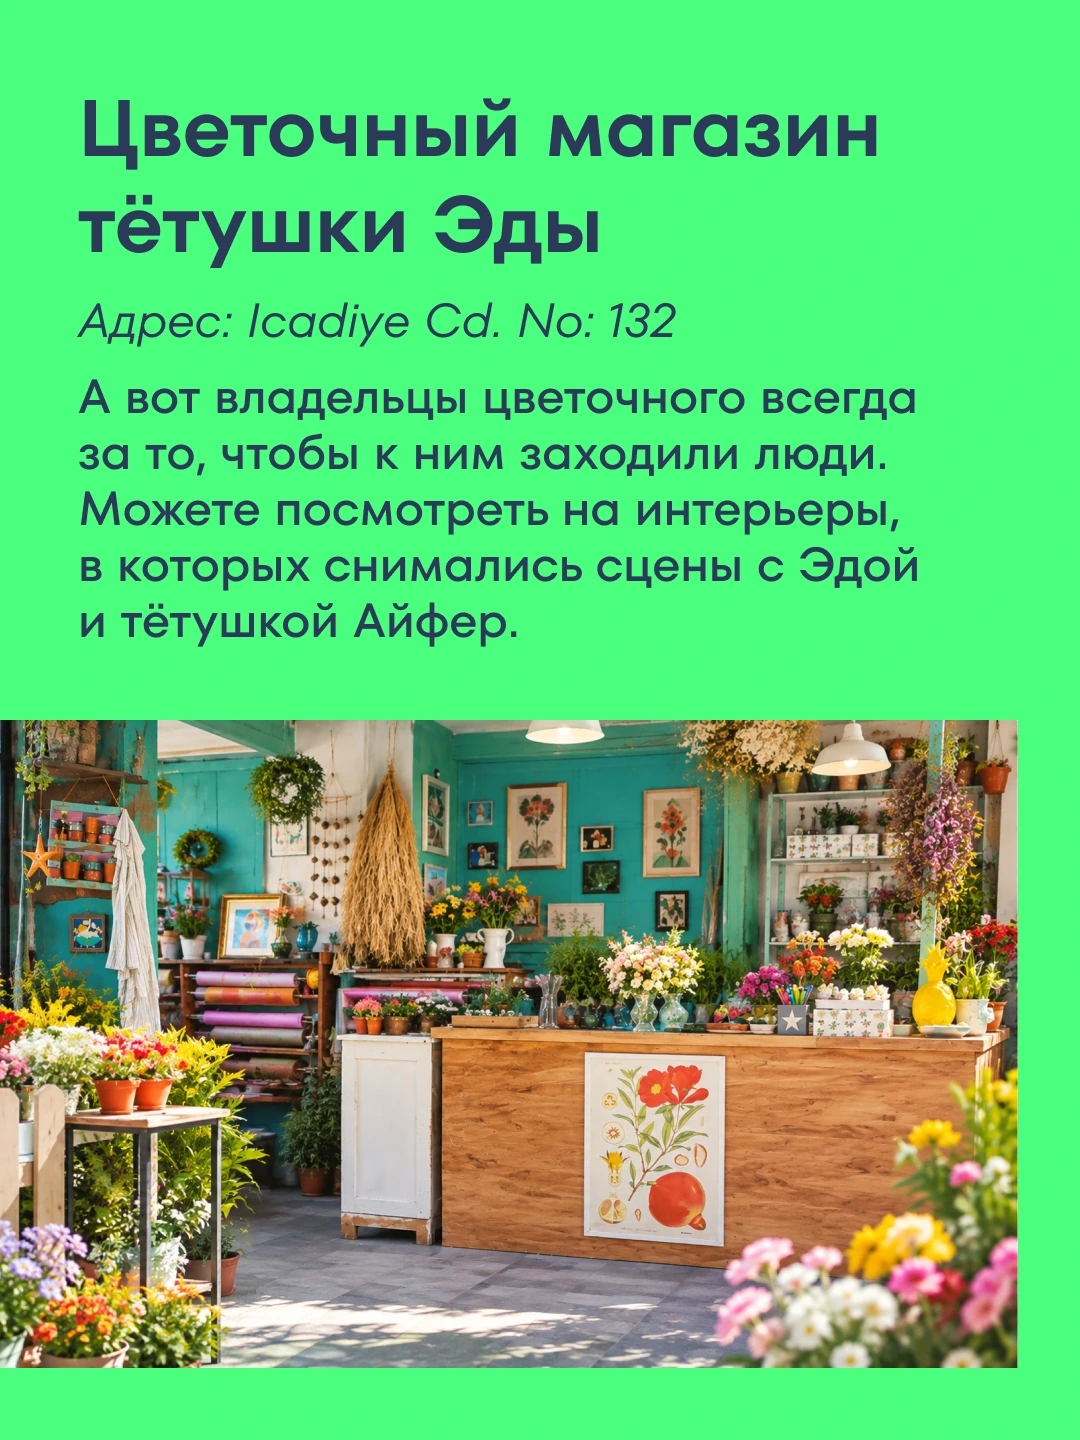 Цветочный магазин
тётушки Эды
Адрес: Icadiye Cd. No: 132
А вот владельцы цветочного всегда
за то, чтобы к ним заходили люди.
Можете посмотреть на интерьеры,
в которых снимались сцены с Эдой
и тётушкой Айфер.